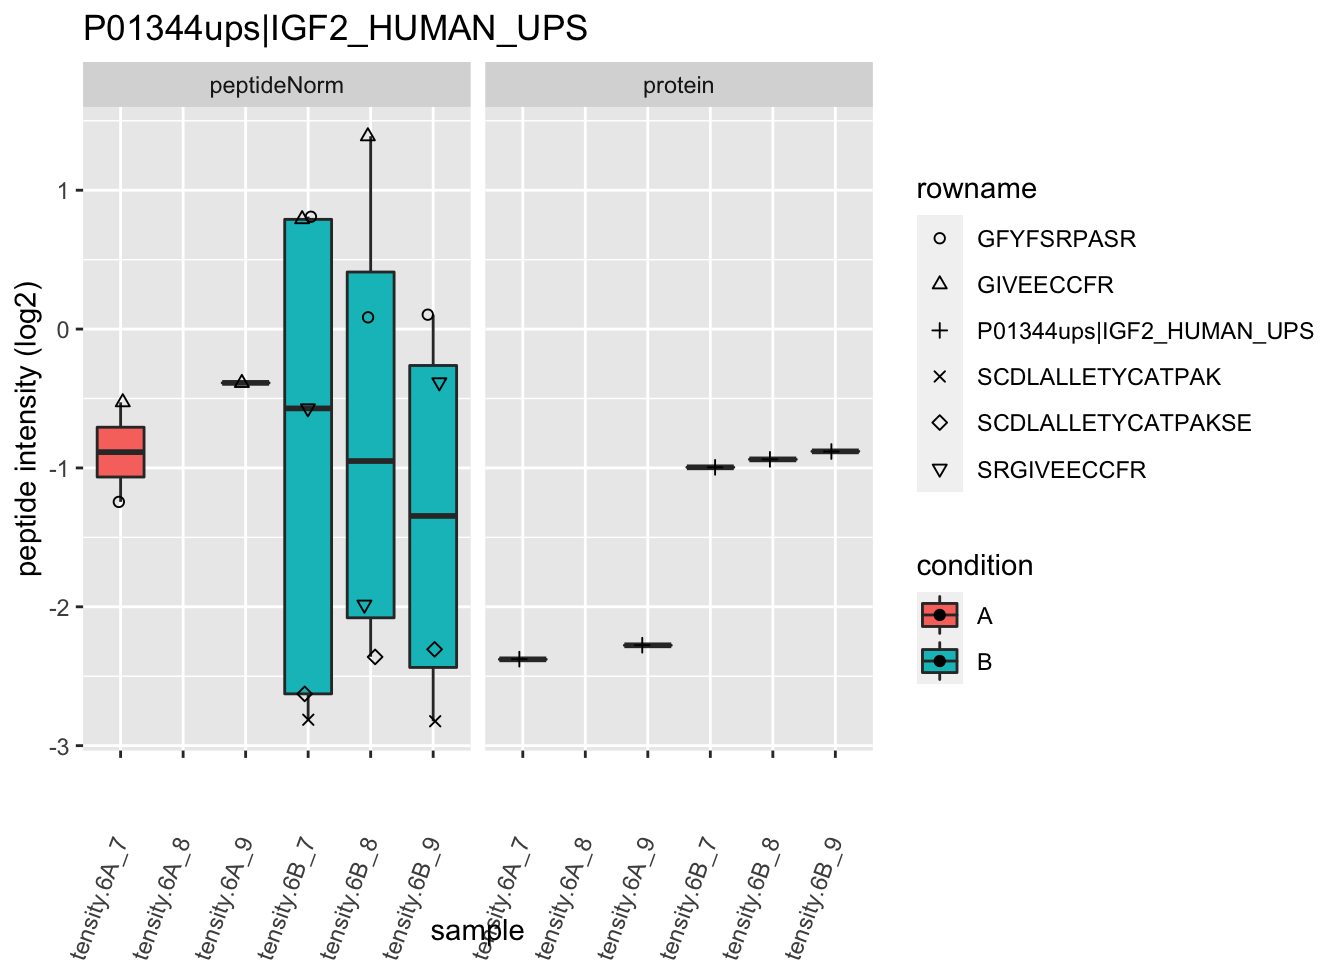 P01344ups|IGF2_HUMAN_UPS
peptideNorm
protein
peptide intensity (log2)
1
0
-1
-2
-3
tensity.6A_7
tensity.6A_8
tensity.6A_9
tensity.6B_7
tensity.6B_8
tensity.6B_9
tensity.6A_7
tensity.6A_8
tensity.6A_9
tensity.6B_7
tensity.6B_8
tensity.6B_9
sample
rowname
GFYFSRPASR
GIVEECCFR
P01344ups|IGF2_HUMAN_UPS
SCDLALLETYCATPAK
SCDLALLETYCATPAKSE
SRGIVEECCFR
condition
A
B